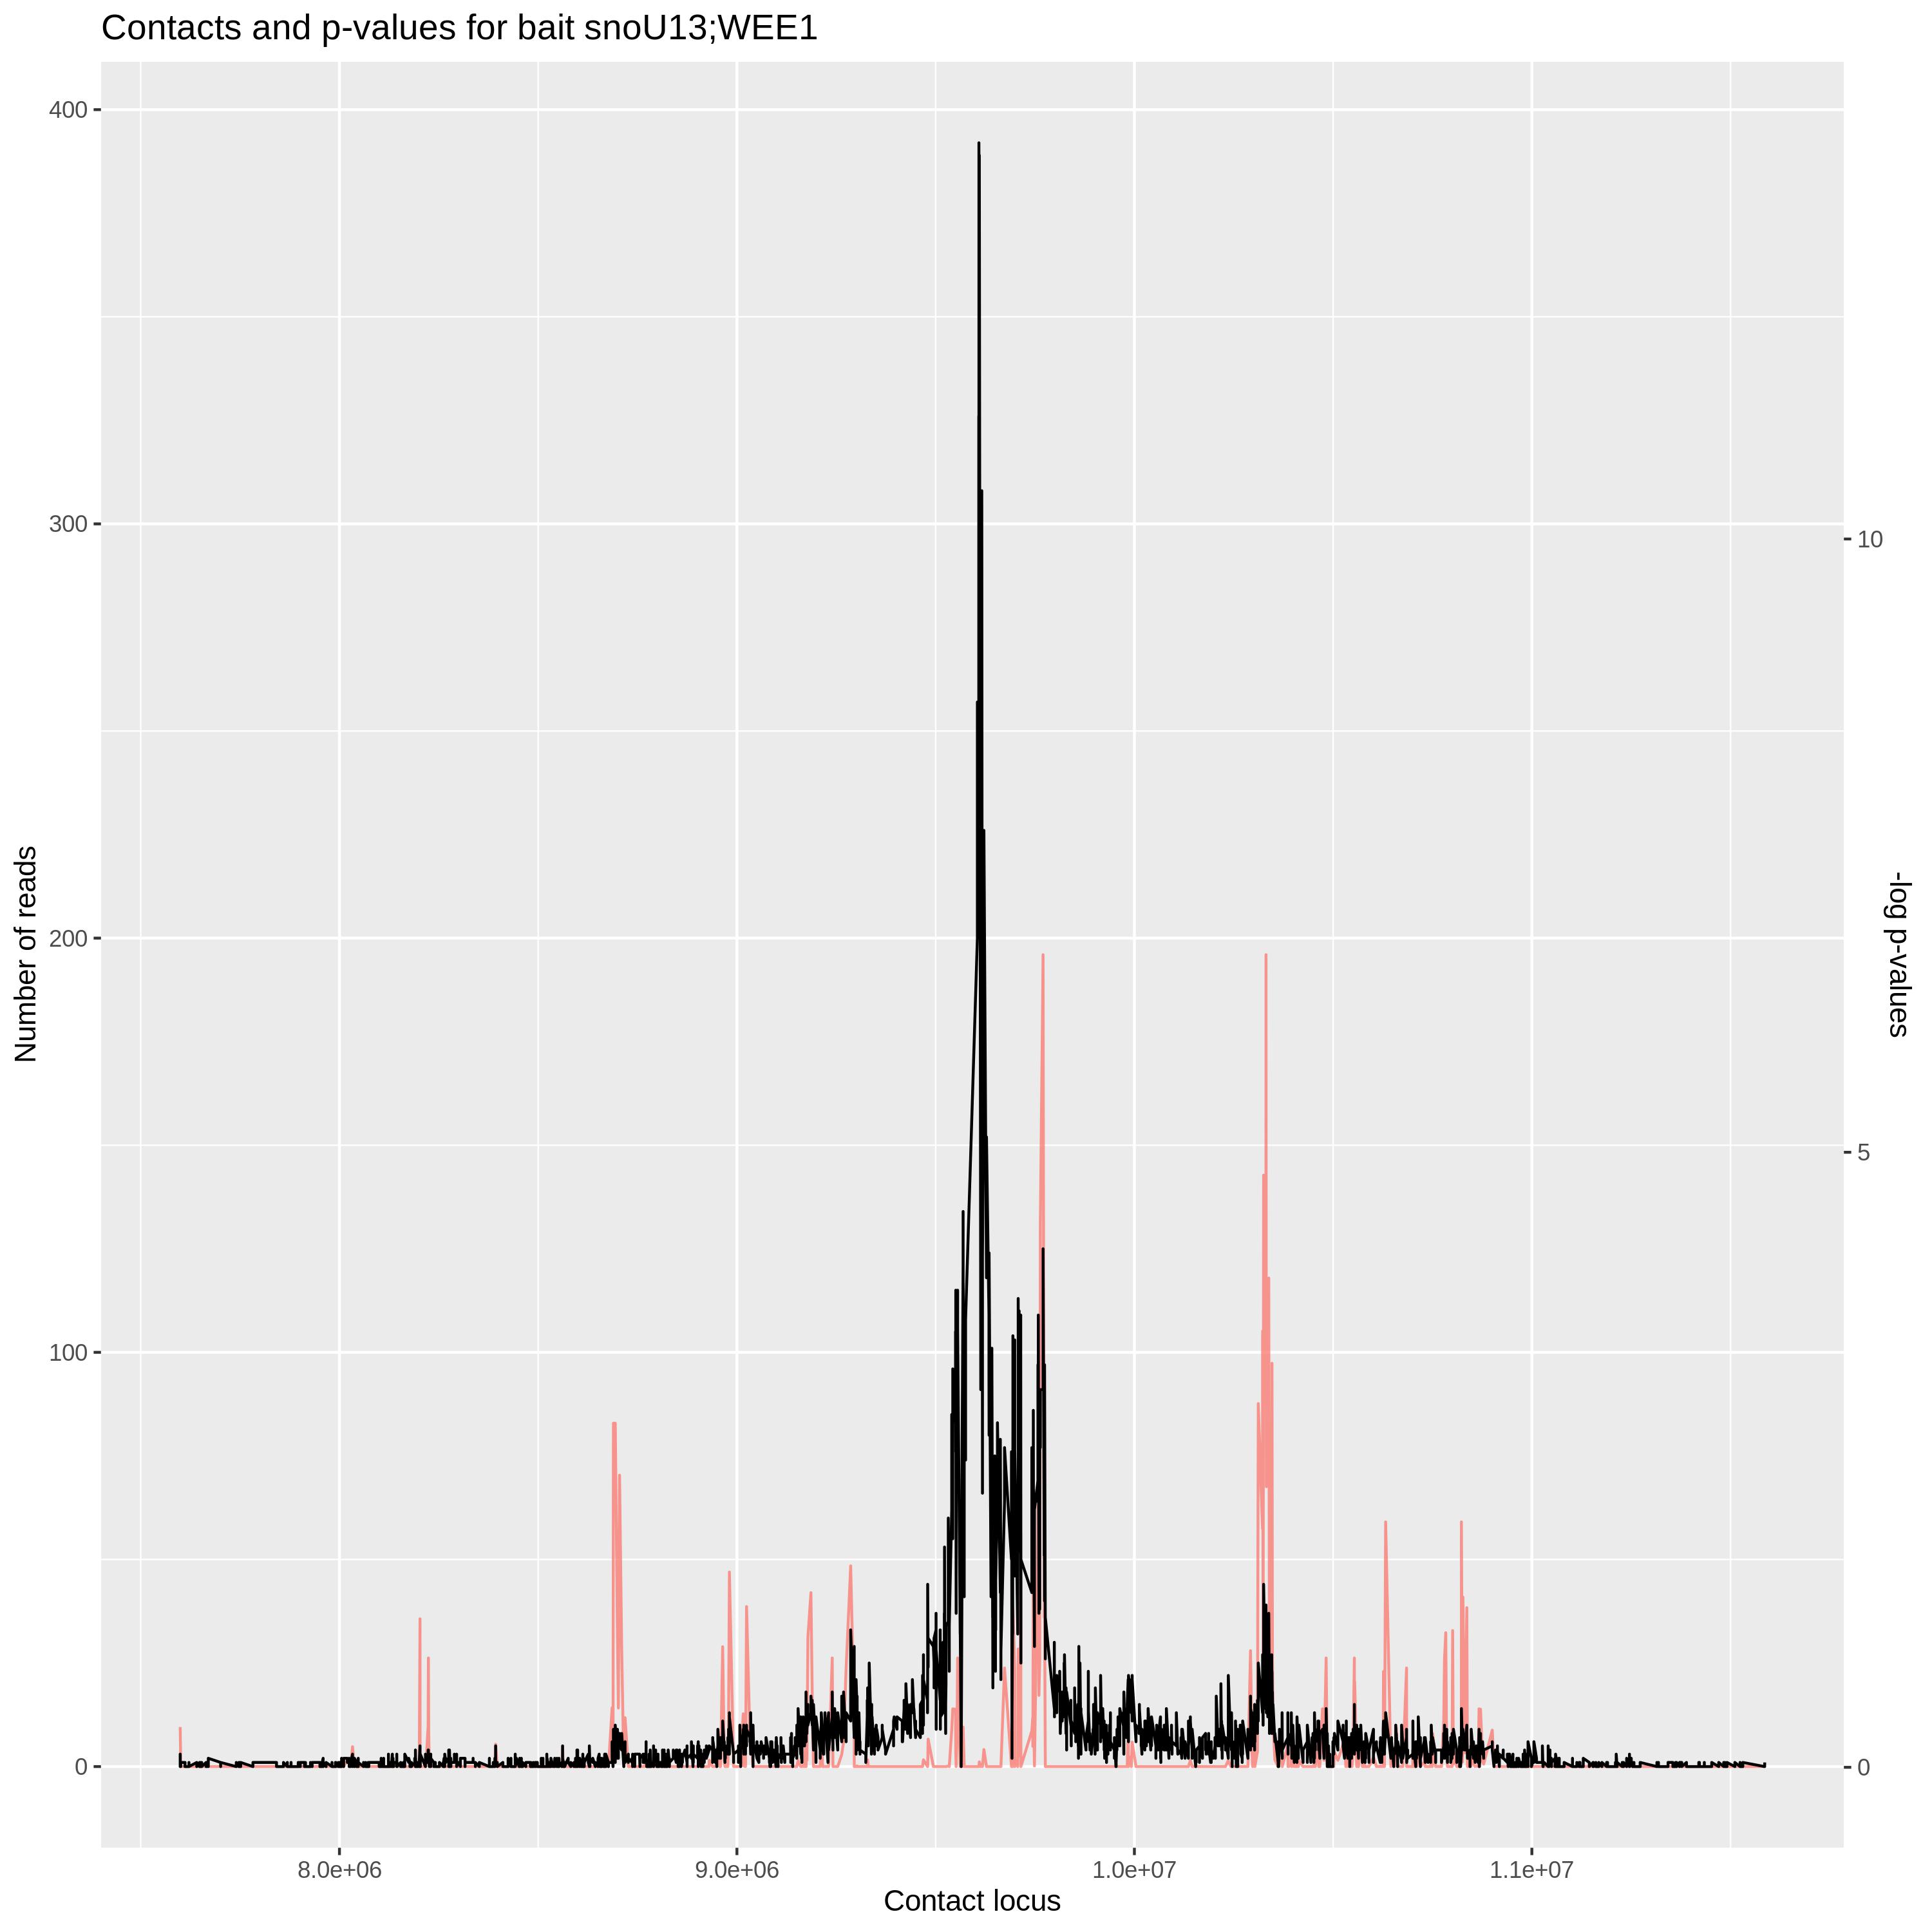 Contacts and p-values for bait snoU13;WEE1
400
300
200
100
0
Number of reads
10
5
0
-log p-values
8.0e+06
9.0e+06
1.0e+07
1.1e+07
Contact locus